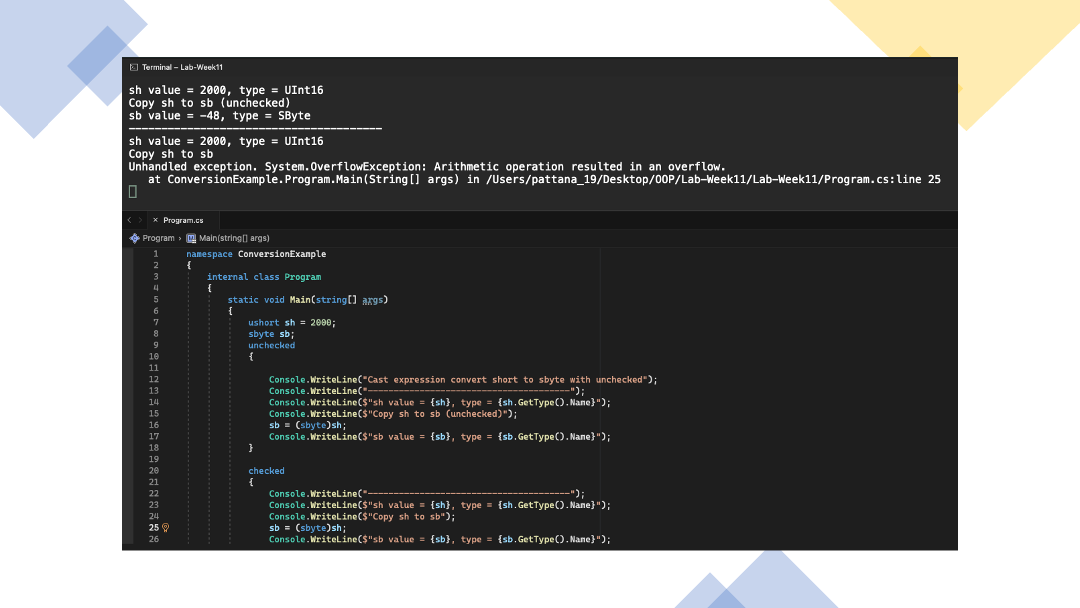 Terminal – Lab-Week11
sh value = 2000, type = UInt16
Copy sh to sb (unchecked)
sb value = -48, type = SByte
---------------------------------------
sh value = 2000, type = UInt16
Copy sh to sb
Unhandled exception. System.OverflowException: Arithmetic operation resulted in an overflow.
   at ConversionExample.Program.Main(String[] args) in /Users/pattana_19/Desktop/OOP/Lab-Week11/Lab-Week11/Program.cs:line 25
< > × Program.cs
Program › M Main(string[] args)
1 namespace ConversionExample
2 {
3     internal class Program
4     {
5         static void Main(string[] args)
6         {
7             ushort sh = 2000;
8             sbyte sb;
9             unchecked
10             {
11
12                 Console.WriteLine("Cast expression convert short to sbyte with unchecked");
13                 Console.WriteLine("---------------------------------------");
14                 Console.WriteLine($"sh value = {sh}, type = {sh.GetType().Name}");
15                 Console.WriteLine($"Copy sh to sb (unchecked)");
16                 sb = (sbyte)sh;
17                 Console.WriteLine($"sb value = {sb}, type = {sb.GetType().Name}");
18             }
19
20             checked
21             {
22                 Console.WriteLine("---------------------------------------");
23                 Console.WriteLine($"sh value = {sh}, type = {sh.GetType().Name}");
24                 Console.WriteLine($"Copy sh to sb");
25                 sb = (sbyte)sh;
26                 Console.WriteLine($"sb value = {sb}, type = {sb.GetType().Name}");